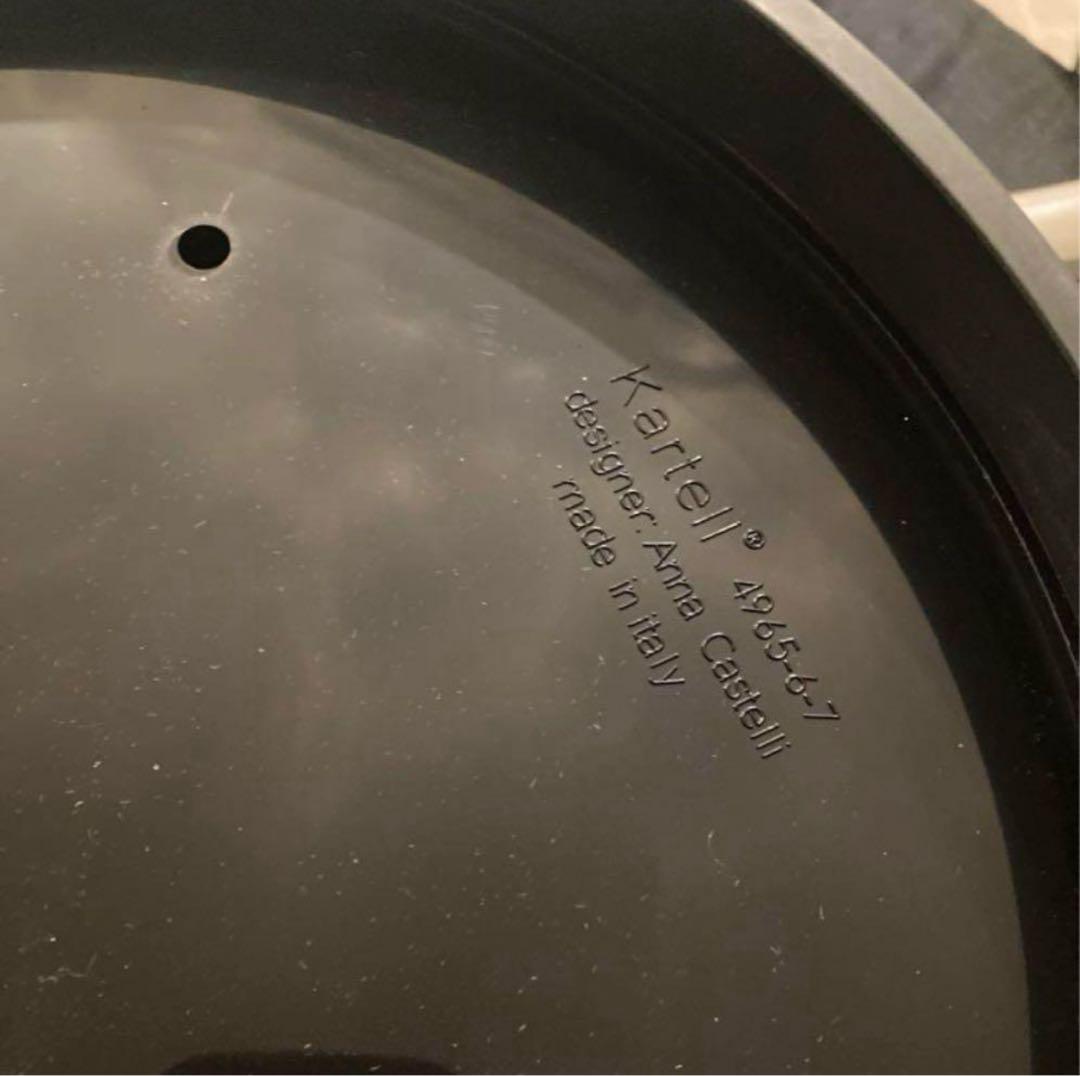 Kartell® 4965-6-7
designer: Anna Castelli
made in italy